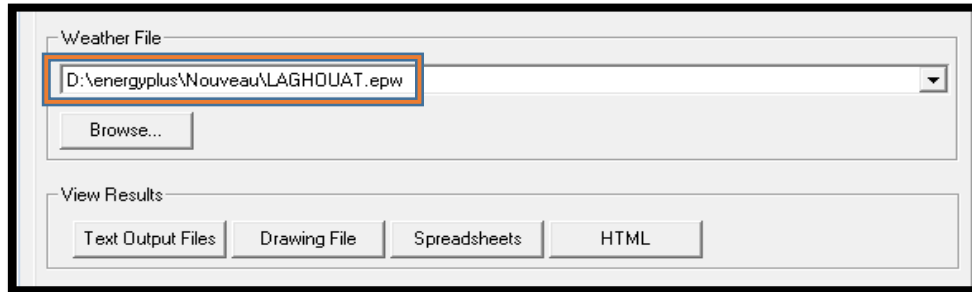 Weather File
D:\energyplus\Nouveau\LAGHOUAT.epw
Browse...
View Results
Text Output Files Drawing File Spreadsheets HTML